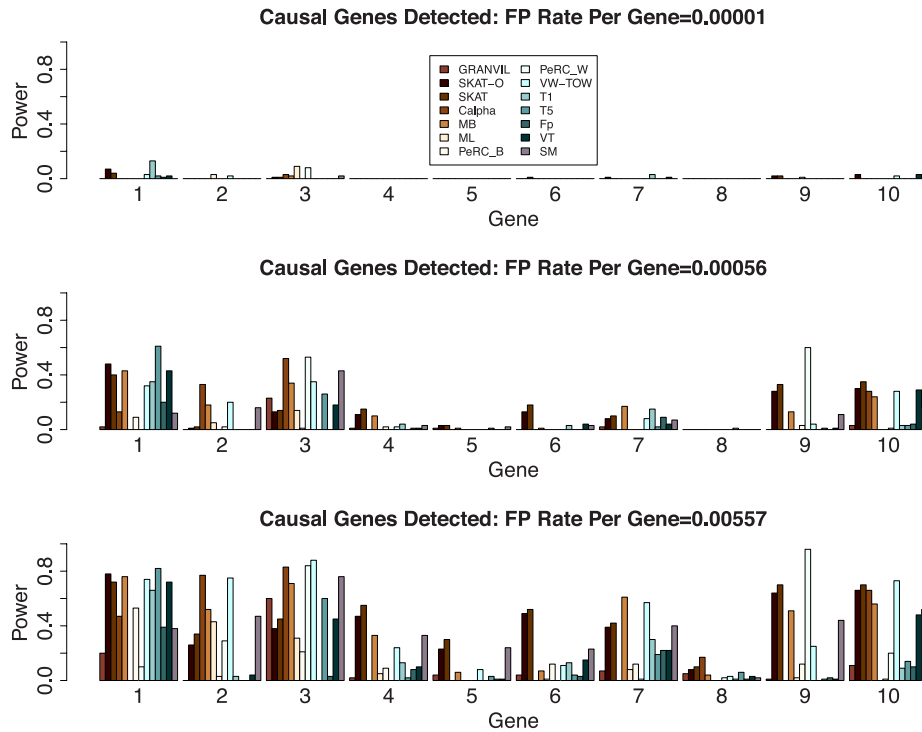 Causal Genes Detected: FP Rate Per Gene=0.00001
Power
0.0 0.4 0.8
GRANVIL PeRC_W
SKAT-O VW-TOW
SKAT T1
Calpha T5
MB Fp
ML VT
PeRC_B SM
1 2 3 4 5 6 7 8 9 10
Gene
Causal Genes Detected: FP Rate Per Gene=0.00056
Power
0.0 0.4 0.8
1 2 3 4 5 6 7 8 9 10
Gene
Causal Genes Detected: FP Rate Per Gene=0.00557
Power
0.0 0.4 0.8
1 2 3 4 5 6 7 8 9 10
Gene